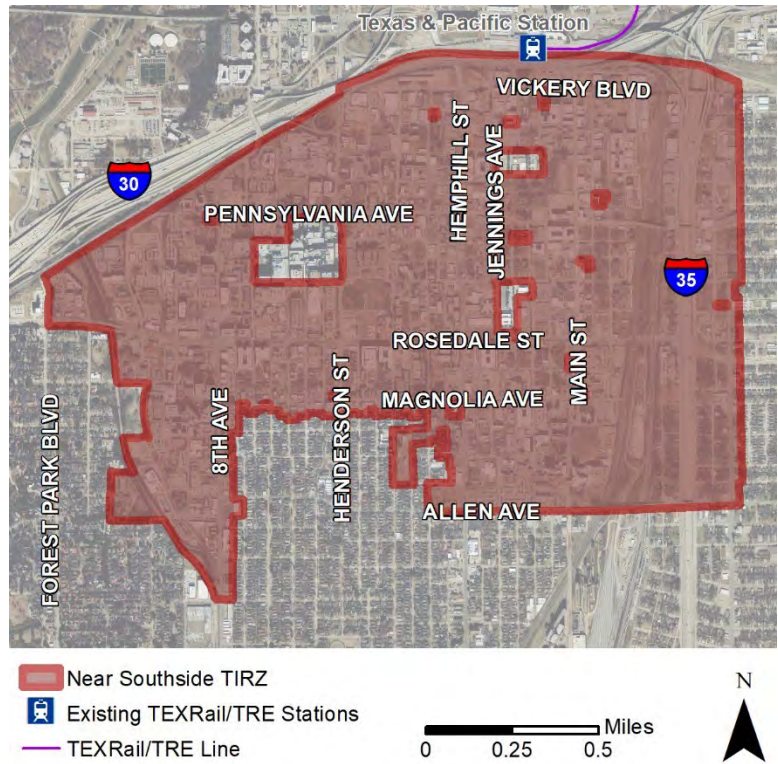 Texas & Pacific Station
VICKERY BLVD
HEMPHILL ST
JENNINGS AVE
30
PENNSYLVANIA AVE
35
ROSEDALE ST
MAIN ST
HENDERSON ST
MAGNOLIA AVE
8TH AVE
FOREST PARK BLVD
ALLEN AVE
Near Southside TIRZ
Existing TEXRail/TRE Stations
TEXRail/TRE Line
Miles
0 0.25 0.5
N